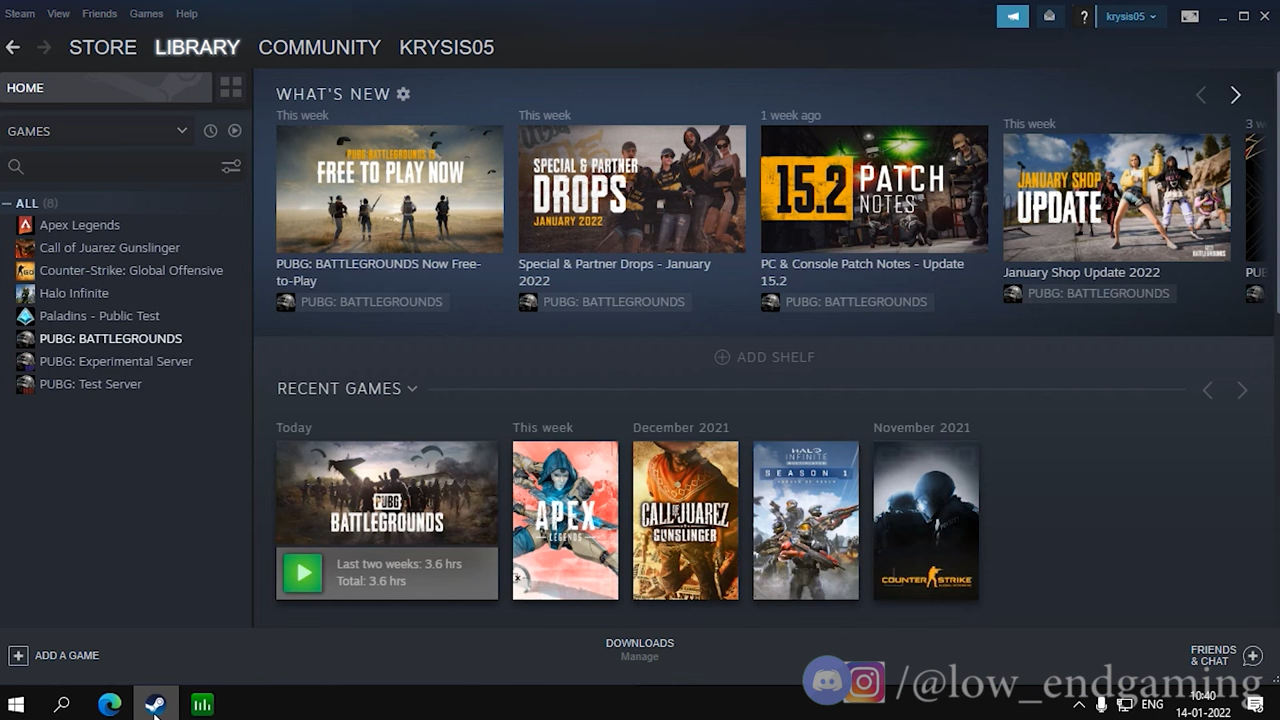 Steam View Friends Games Help
krysis05
STORE LIBRARY COMMUNITY KRYSIS05
HOME
GAMES
ALL (8)
Apex Legends
Call of Juarez Gunslinger
Counter-Strike: Global Offensive
Halo Infinite
Paladins - Public Test
PUBG: BATTLEGROUNDS
PUBG: Experimental Server
PUBG: Test Server
WHAT'S NEW
This week
PUBG: BATTLEGROUNDS IS
FREE TO PLAY NOW
PUBG: BATTLEGROUNDS Now Free-
to-Play
PUBG: BATTLEGROUNDS
This week
SPECIAL & PARTNER
DROPS
JANUARY 2022
Special & Partner Drops - January
2022
PUBG: BATTLEGROUNDS
1 week ago
15.2 PATCH
NOTES
PC & Console Patch Notes - Update
15.2
PUBG: BATTLEGROUNDS
This week
JANUARY SHOP
UPDATE
January Shop Update 2022
PUBG: BATTLEGROUNDS
3 w
PUB
ADD SHELF
RECENT GAMES
Today
PUBG
BATTLEGROUNDS
Last two weeks: 3.6 hrs
Total: 3.6 hrs
This week
APEX
LEGENDS
December 2021
CALL OF JUAREZ
GUNSLINGER
HALO
INFINITE
MULTIPLAYER
SEASON 1
November 2021
COUNTER STRIKE
ADD A GAME
DOWNLOADS
Manage
FRIENDS
& CHAT
/@low_endgaming
ENG
10:40
14-01-2022